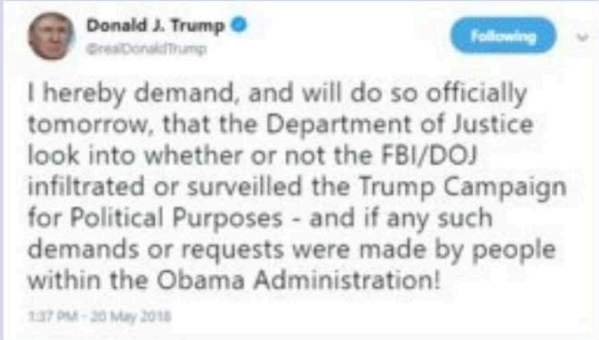 Donald J. Trump
@realDonaldTrump
Following
I hereby demand, and will do so officially
tomorrow, that the Department of Justice
look into whether or not the FBI/DOJ
infiltrated or surveilled the Trump Campaign
for Political Purposes - and if any such
demands or requests were made by people
within the Obama Administration!
1:37 PM - 20 May 2018